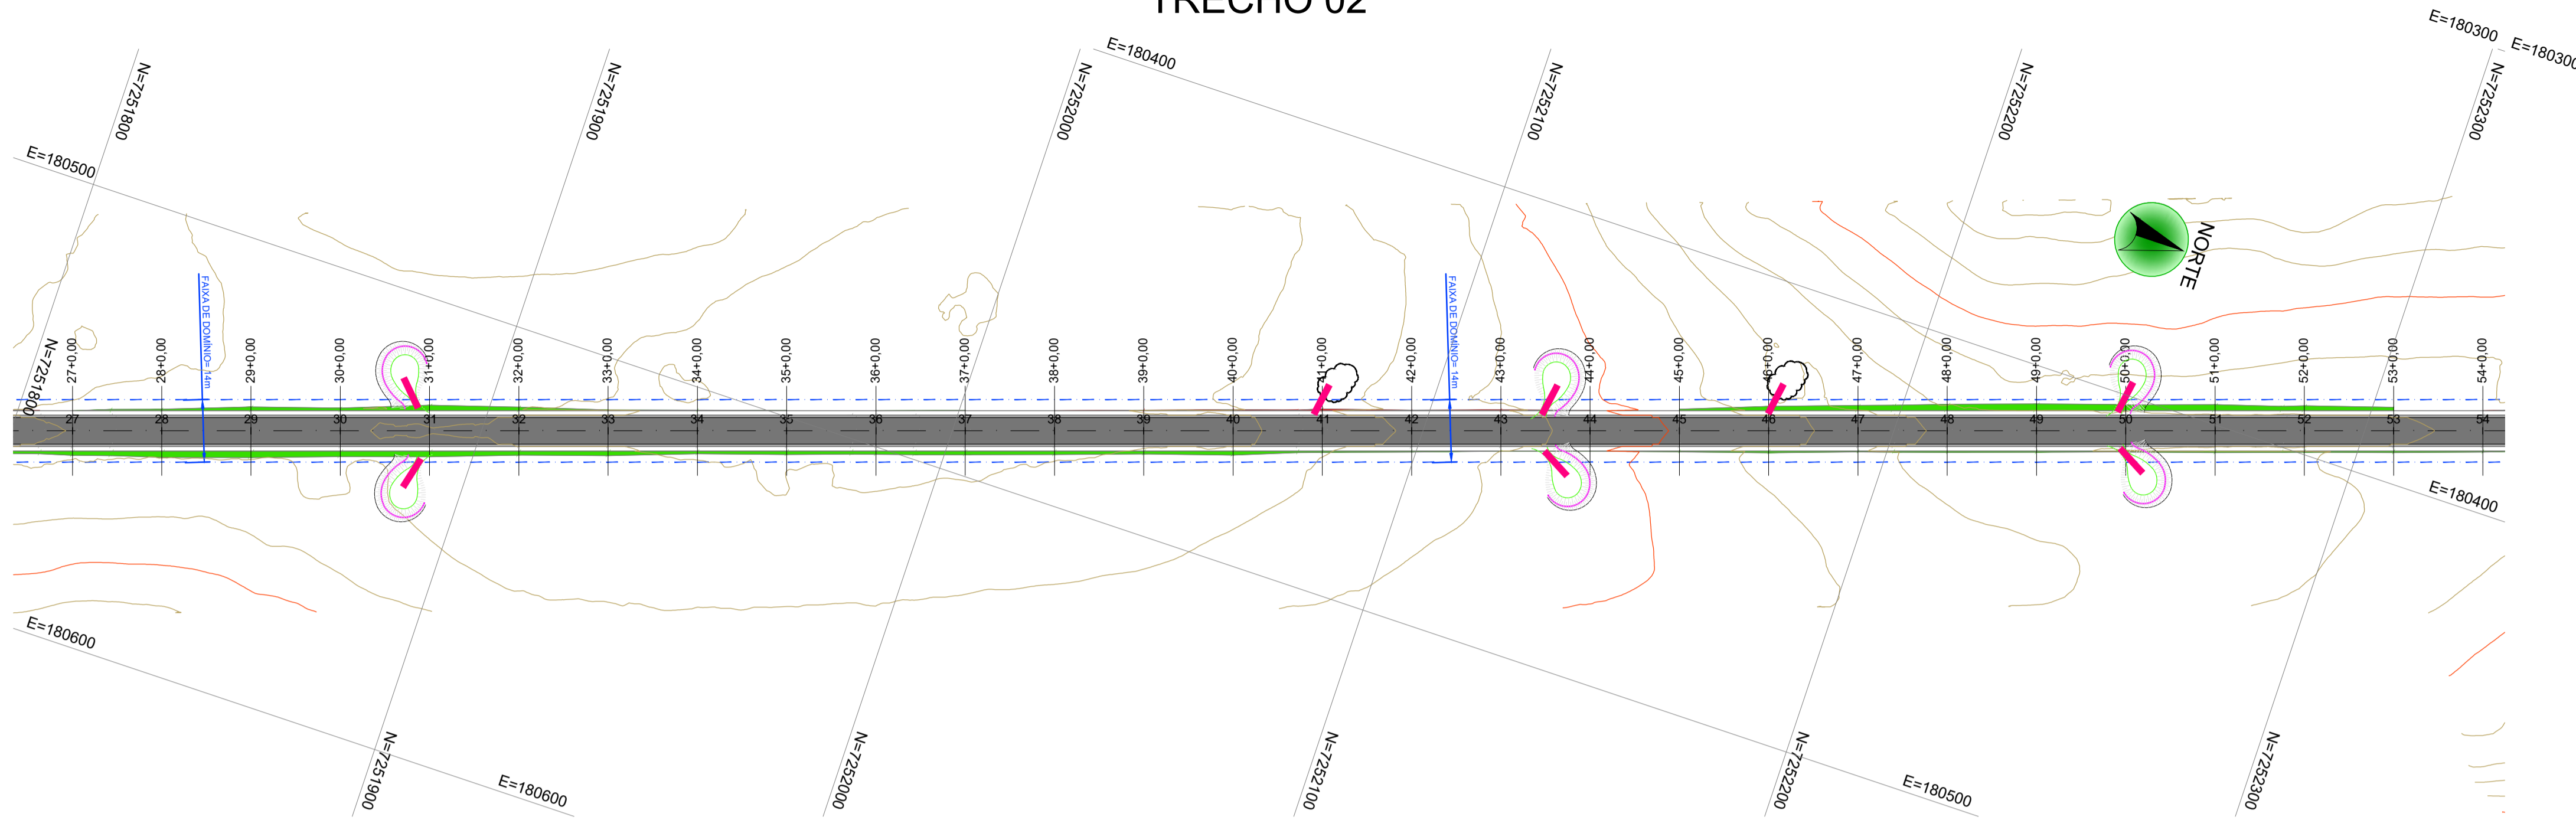 TRECHO 02
E=180300
E=180300
E=180400
N=7251800
N=7251900
N=7252000
N=7252100
N=7252200
N=7252300
E=180500
NORTE
FAIXA DE DOMÍNIO= 14m
FAIXA DE DOMÍNIO= 14m
N=7251800
27+0,00
28+0,00
29+0,00
30+0,00
31+0,00
32+0,00
33+0,00
34+0,00
35+0,00
36+0,00
37+0,00
38+0,00
39+0,00
40+0,00
41+0,00
42+0,00
43+0,00
44+0,00
45+0,00
46+0,00
47+0,00
48+0,00
49+0,00
50+0,00
51+0,00
52+0,00
53+0,00
54+0,00
27
28
29
30
31
32
33
34
35
36
37
38
39
40
41
42
43
44
45
46
47
48
49
50
51
52
53
54
E=180400
E=180600
N=7251900
N=7252000
N=7252100
N=7252200
N=7252300
E=180600
E=180500